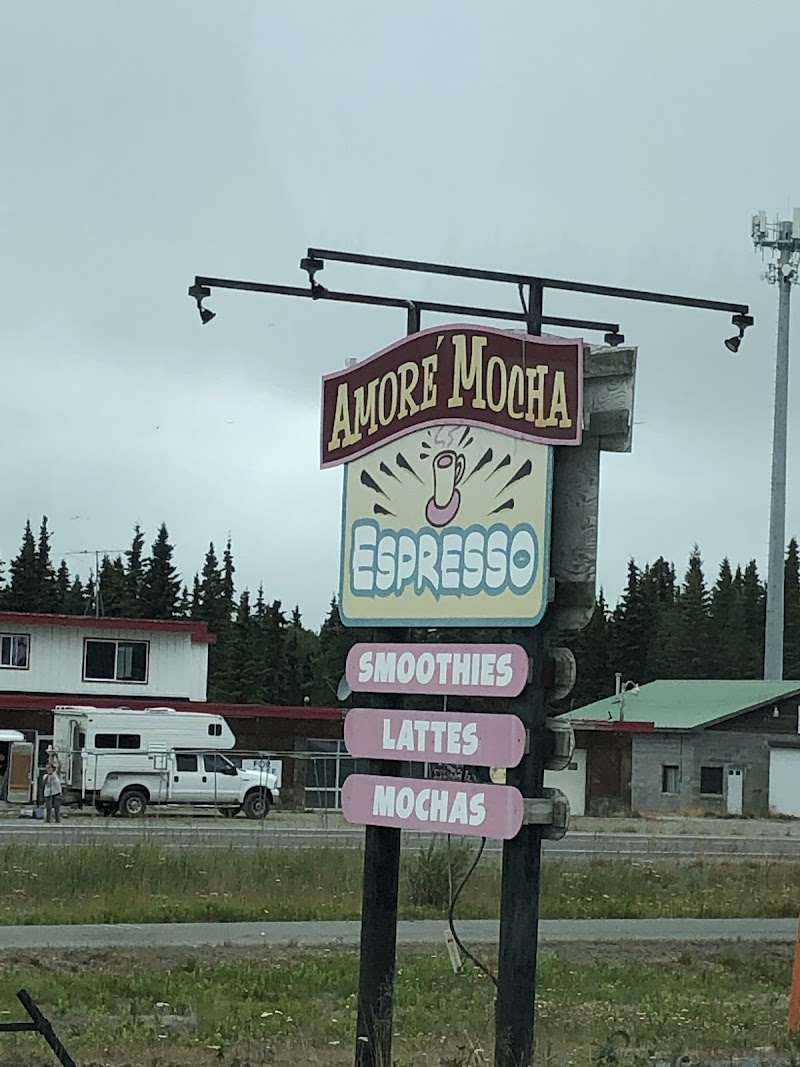 AMORÉ MOCHA
ESPRESSO
SMOOTHIES
LATTES
MOCHAS